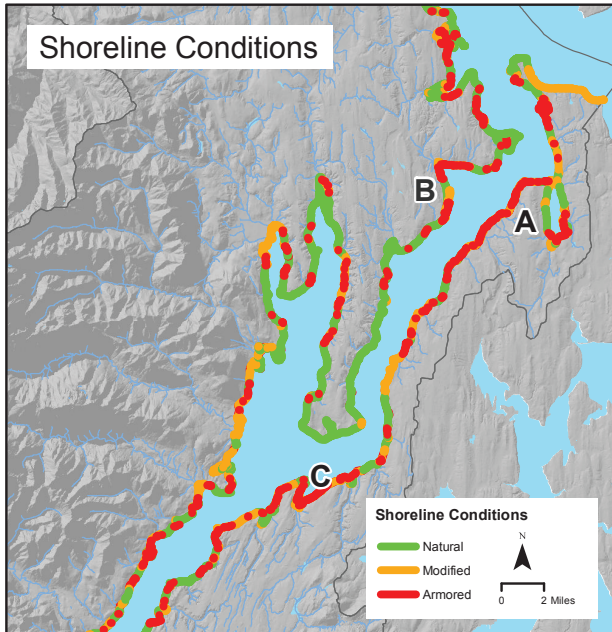 Shoreline Conditions
B
A
C
Shoreline Conditions
N
Natural
Modified
Armored
0 2 Miles